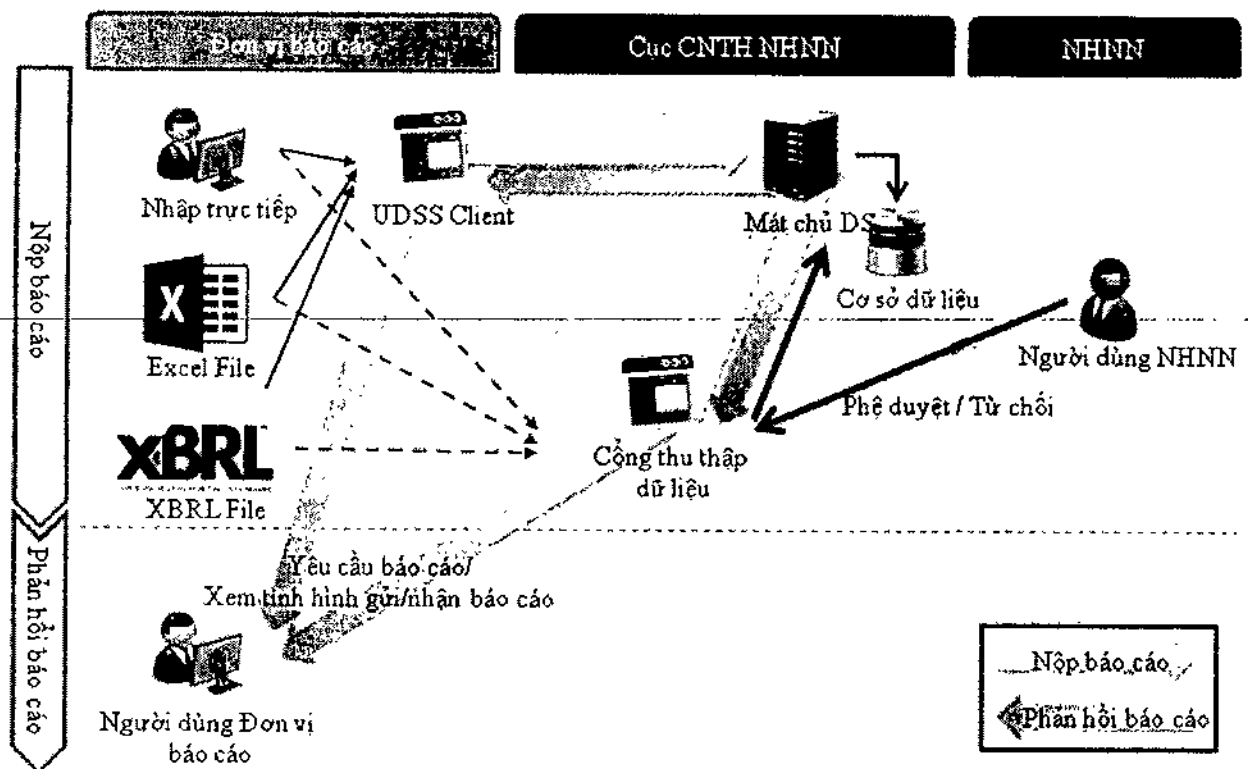 Đơn vị báo cáo
Cục CNTH NHNN
NHNN
Nộp báo cáo
Nhập trực tiếp
UDSS Client
Mát chủ DS
Cơ sở dữ liệu
X
Excel File
Người dùng NHNN
Phệ duyệt / Từ chối
XBRL
XBRL File
Cổng thu thập
dữ liệu
Phản hồi báo cáo
Yêu cầu báo cáo/
Xem tình hình gửi/nhận báo cáo
Người dùng Đơn vị
báo cáo
Nộp báo cáo
Phản hồi báo cáo